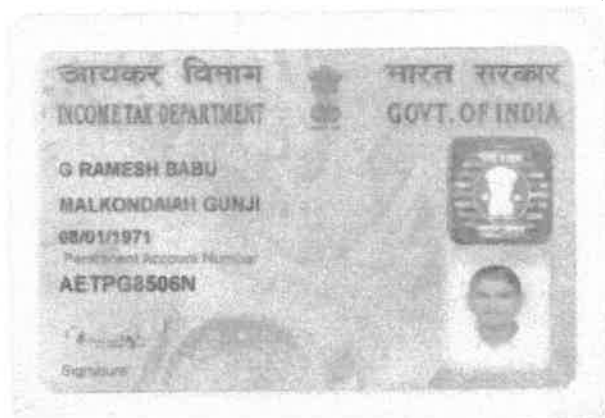 आयकर विभाग
भारत सरकार
INCOME TAX DEPARTMENT
GOVT. OF INDIA
G RAMESH BABU
MALKONDAIAH GUNJI
08/01/1971
Permanent Account Number
AETPG8506N
Signature